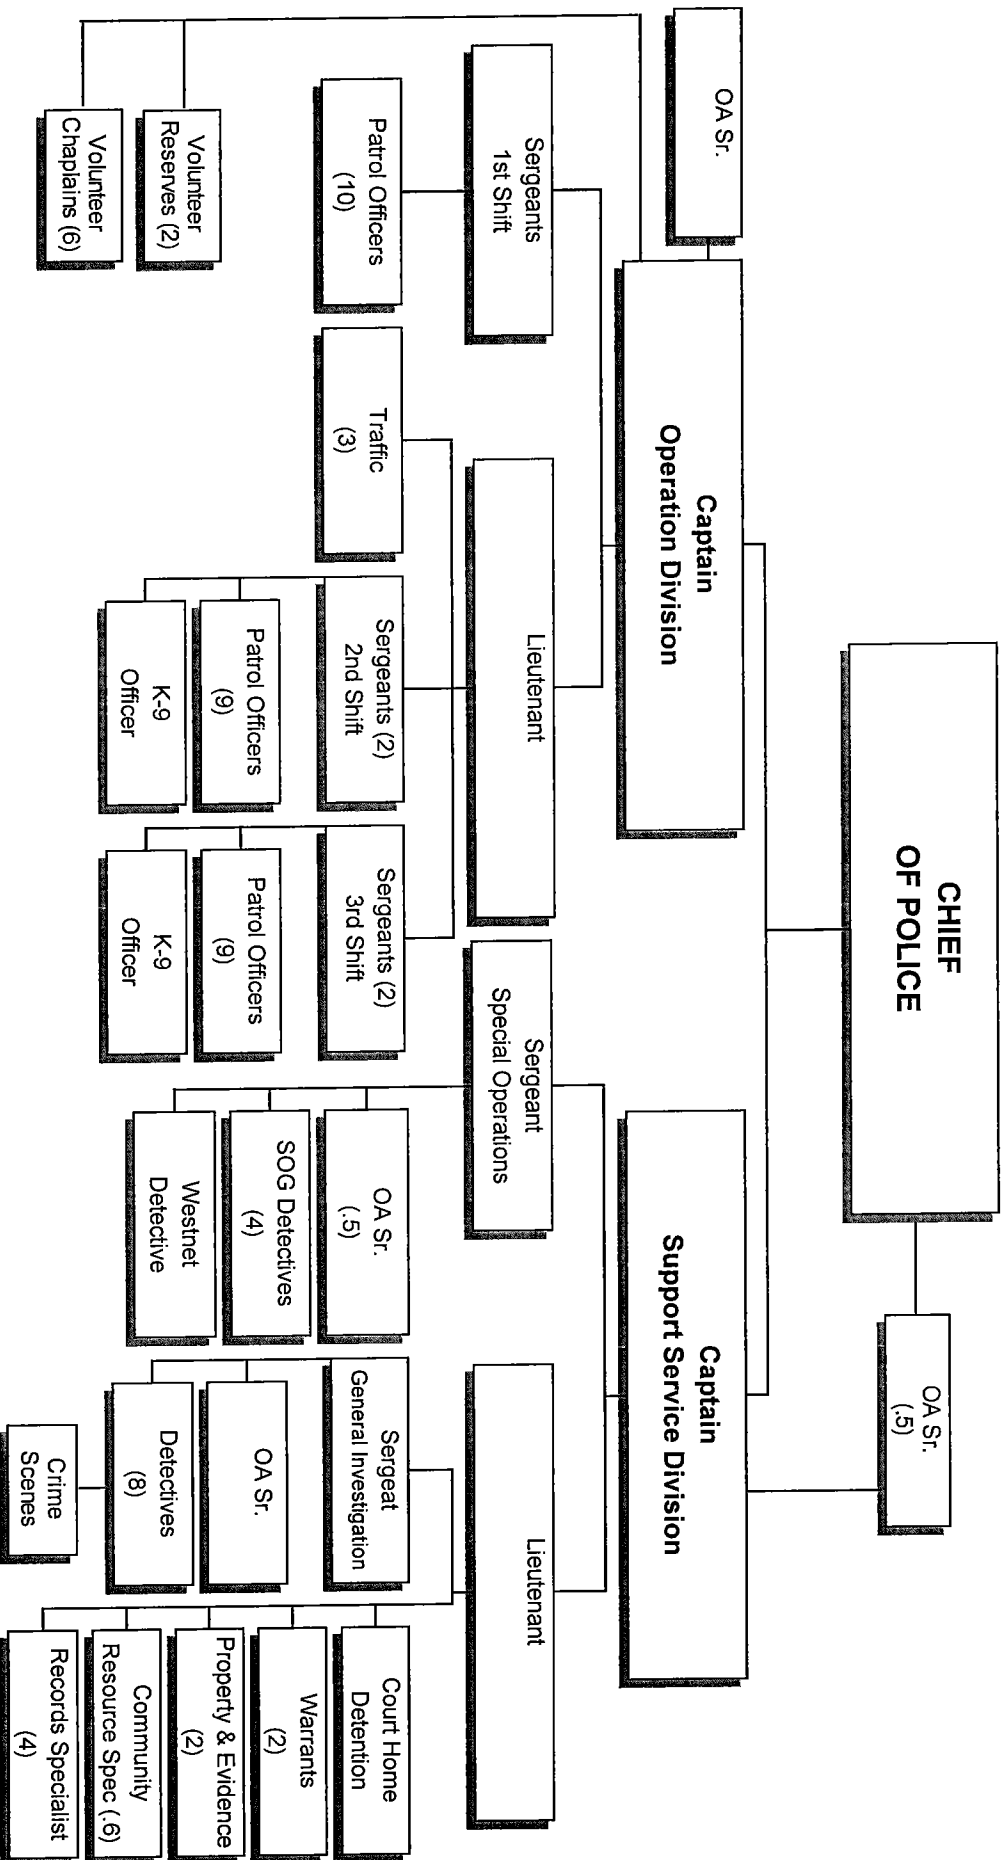 CHIEF
OF POLICE
OA Sr.
(.5)
OA Sr.
Captain
Operation Division
Captain
Support Service Division
Sergeants
1st Shift
Lieutenant
Sergeant
Special Operations
Lieutenant
Patrol Officers
(10)
Traffic
(3)
Sergeants (2)
2nd Shift
Patrol Officers
(9)
K-9
Officer
Sergeants (2)
3rd Shift
Patrol Officers
(9)
K-9
Officer
OA Sr.
(.5)
SOG Detectives
(4)
Westnet
Detective
Sergeat
General Investigation
OA Sr.
Detectives
(8)
Crime
Scenes
Court Home
Detention
Warrants
(2)
Property & Evidence
(2)
Community
Resource Spec (.6)
Records Specialist
(4)
Volunteer
Reserves (2)
Volunteer
Chaplains (6)